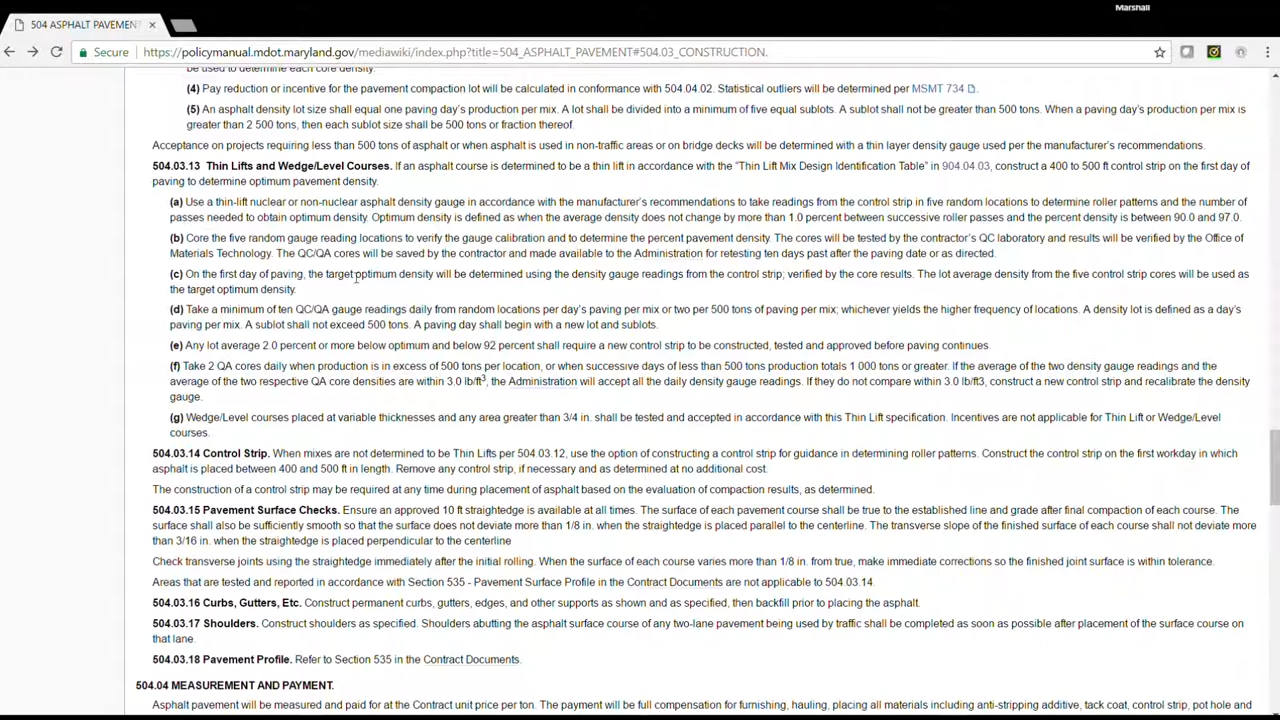 Marshall
504 ASPHALT PAVEMEN
Secure https://policymanual.mdot.maryland.gov/mediawiki/index.php?title=504_ASPHALT_PAVEMENT#504.03_CONSTRUCTION.
be used to determine each core density.
(4) Pay reduction or incentive for the pavement compaction lot will be calculated in conformance with 504.04.02. Statistical outliers will be determined per MSMT 734.
(5) An asphalt density lot size shall equal one paving day's production per mix. A lot shall be divided into a minimum of five equal sublots. A sublot shall not be greater than 500 tons. When a paving day's production per mix is
greater than 2 500 tons, then each sublot size shall be 500 tons or fraction thereof.
Acceptance on projects requiring less than 500 tons of asphalt or when asphalt is used in non-traffic areas or on bridge decks will be determined with a thin layer density gauge used per the manufacturer's recommendations.
504.03.13 Thin Lifts and Wedge/Level Courses. If an asphalt course is determined to be a thin lift in accordance with the “Thin Lift Mix Design Identification Table” in 904.04.03, construct a 400 to 500 ft control strip on the first day of
paving to determine optimum pavement density.
(a) Use a thin-lift nuclear or non-nuclear asphalt density gauge in accordance with the manufacturer's recommendations to take readings from the control strip in five random locations to determine roller patterns and the number of
passes needed to obtain optimum density. Optimum density is defined as when the average density does not change by more than 1.0 percent between successive roller passes and the percent density is between 90.0 and 97.0.
(b) Core the five random gauge reading locations to verify the gauge calibration and to determine the percent pavement density. The cores will be tested by the contractor's QC laboratory and results will be verified by the Office of
Materials Technology. The QC/QA cores will be saved by the contractor and made available to the Administration for retesting ten days past after the paving date or as directed.
(c) On the first day of paving, the target optimum density will be determined using the density gauge readings from the control strip; verified by the core results. The lot average density from the five control strip cores will be used as
the target optimum density.
(d) Take a minimum of ten QC/QA gauge readings daily from random locations per day's paving per mix or two per 500 tons of paving per mix; whichever yields the higher frequency of locations. A density lot is defined as a day's
paving per mix. A sublot shall not exceed 500 tons. A paving day shall begin with a new lot and sublots.
(e) Any lot average 2.0 percent or more below optimum and below 92 percent shall require a new control strip to be constructed, tested and approved before paving continues.
(f) Take 2 QA cores daily when production is in excess of 500 tons per location, or when successive days of less than 500 tons production totals 1 000 tons or greater. If the average of the two density gauge readings and the
average of the two respective QA core densities are within 3.0 lb/ft3, the Administration will accept all the daily density gauge readings. If they do not compare within 3.0 lb/ft3, construct a new control strip and recalibrate the density
gauge.
(g) Wedge/Level courses placed at variable thicknesses and any area greater than 3/4 in. shall be tested and accepted in accordance with this Thin Lift specification. Incentives are not applicable for Thin Lift or Wedge/Level
courses.
504.03.14 Control Strip. When mixes are not determined to be Thin Lifts per 504.03.12, use the option of constructing a control strip for guidance in determining roller patterns. Construct the control strip on the first workday in which
asphalt is placed between 400 and 500 ft in length. Remove any control strip, if necessary and as determined at no additional cost.
The construction of a control strip may be required at any time during placement of asphalt based on the evaluation of compaction results, as determined.
504.03.15 Pavement Surface Checks. Ensure an approved 10 ft straightedge is available at all times. The surface of each pavement course shall be true to the established line and grade after final compaction of each course. The
surface shall also be sufficiently smooth so that the surface does not deviate more than 1/8 in. when the straightedge is placed parallel to the centerline. The transverse slope of the finished surface of each course shall not deviate more
than 3/16 in. when the straightedge is placed perpendicular to the centerline
Check transverse joints using the straightedge immediately after the initial rolling. When the surface of each course varies more than 1/8 in. from true, make immediate corrections so the finished joint surface is within tolerance.
Areas that are tested and reported in accordance with Section 535 - Pavement Surface Profile in the Contract Documents are not applicable to 504.03.14.
504.03.16 Curbs, Gutters, Etc. Construct permanent curbs, gutters, edges, and other supports as shown and as specified, then backfill prior to placing the asphalt.
504.03.17 Shoulders. Construct shoulders as specified. Shoulders abutting the asphalt surface course of any two-lane pavement being used by traffic shall be completed as soon as possible after placement of the surface course on
that lane.
504.03.18 Pavement Profile. Refer to Section 535 in the Contract Documents.
504.04 MEASUREMENT AND PAYMENT.
Asphalt pavement will be measured and paid for at the Contract unit price per ton. The payment will be full compensation for furnishing, hauling, placing all materials including anti-stripping additive, tack coat, control strip, pot hole and